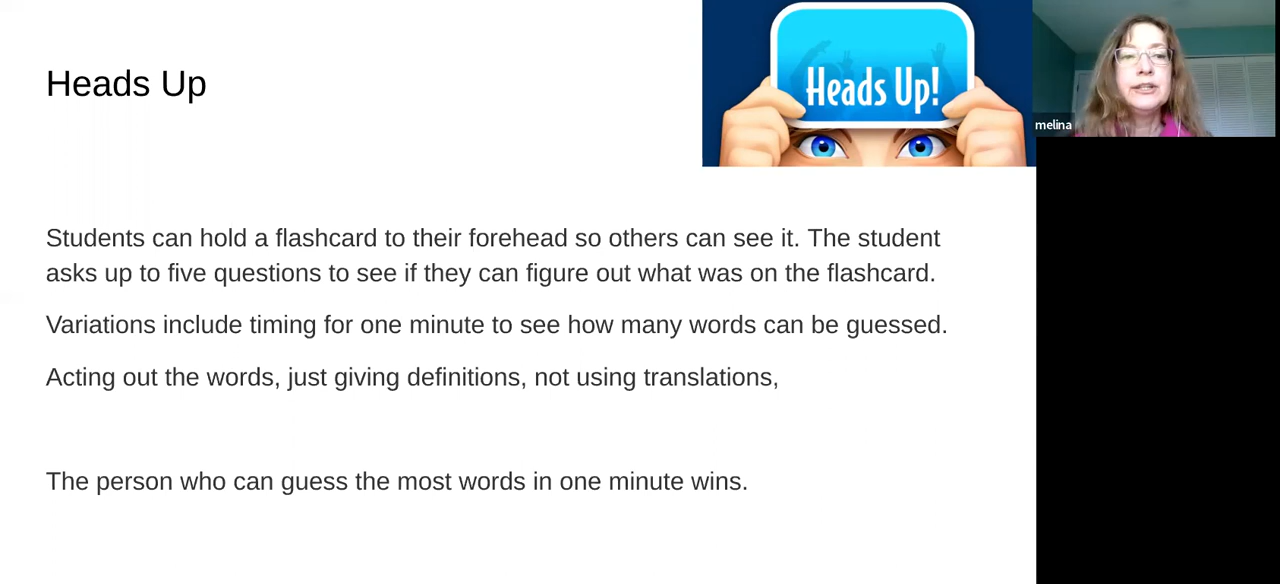 Heads Up
Heads Up!
melina
Students can hold a flashcard to their forehead so others can see it. The student
asks up to five questions to see if they can figure out what was on the flashcard.
Variations include timing for one minute to see how many words can be guessed.
Acting out the words, just giving definitions, not using translations,
The person who can guess the most words in one minute wins.